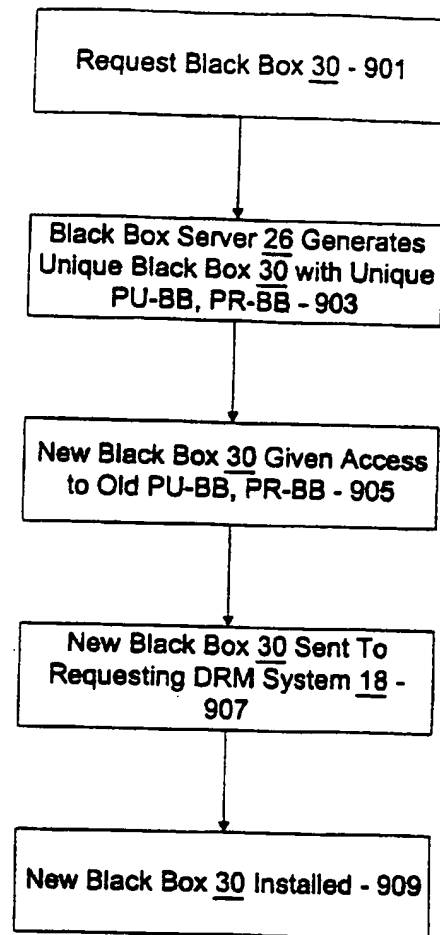 Request Black Box 30 - 901
Black Box Server 26 Generates
Unique Black Box 30 with Unique
PU-BB, PR-BB - 903
New Black Box 30 Given Access
to Old PU-BB, PR-BB - 905
New Black Box 30 Sent To
Requesting DRM System 18 -
907
New Black Box 30 Installed - 909